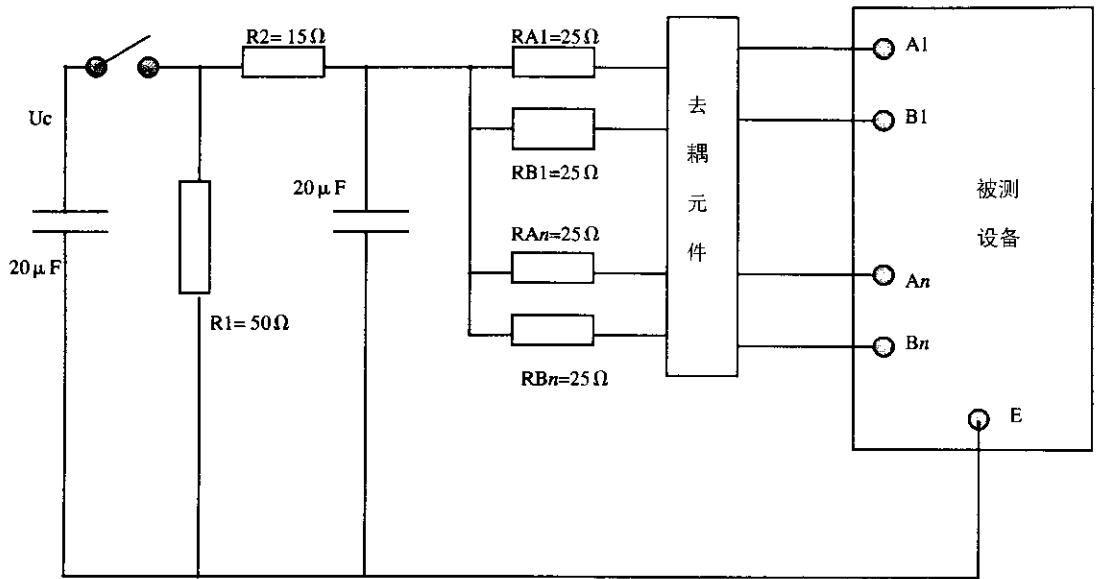 R2= 15Ω
RA1=25Ω
A1
Uc
去
耦
元
件
B1
RB1=25Ω
20μF
被测
设备
RAn=25Ω
20μF
An
R1= 50Ω
Bn
RBn=25Ω
E